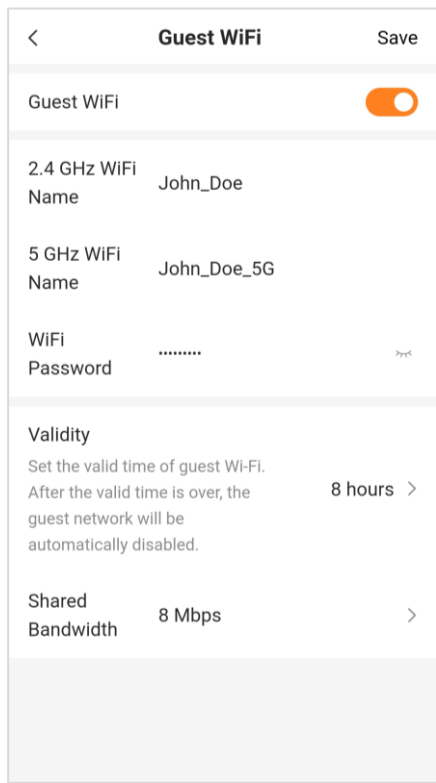 Guest WiFi Save
Guest WiFi
2.4 GHz WiFi
Name
John_Doe
5 GHz WiFi
Name
John_Doe_5G
WiFi
Password
·········
Validity
Set the valid time of guest Wi-Fi.
After the valid time is over, the
guest network will be
automatically disabled.
8 hours
Shared
Bandwidth
8 Mbps